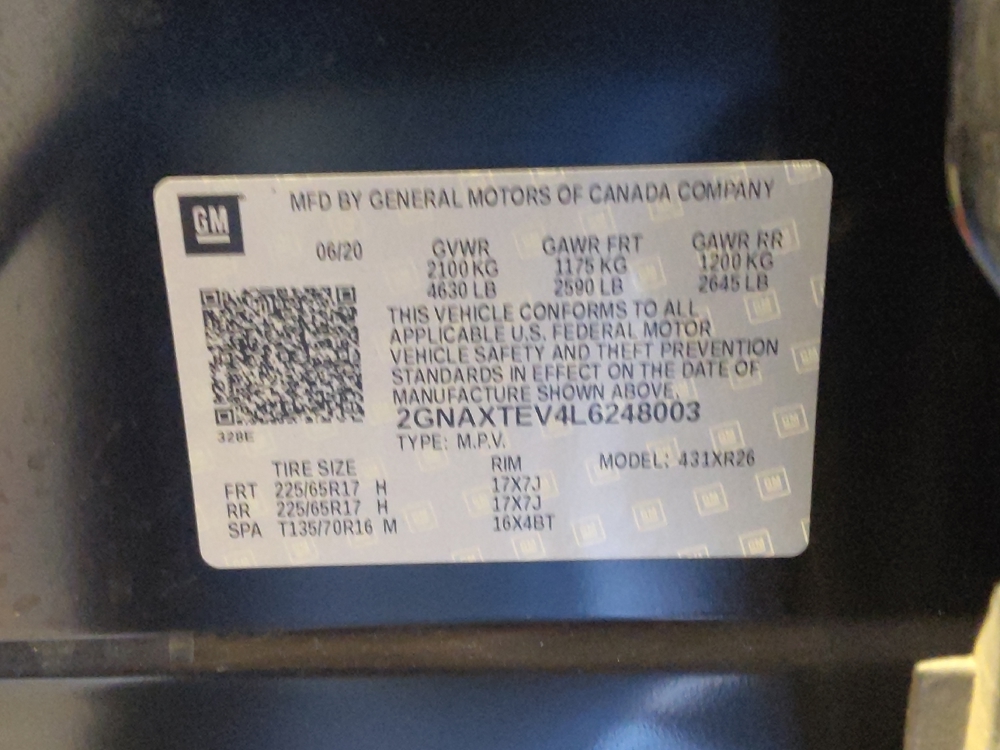 GM
MFD BY GENERAL MOTORS OF CANADA COMPANY
06/20 GVWR GAWR FRT GAWR RR
2100 KG 1175 KG 1200 KG
4630 LB 2590 LB 2645 LB
THIS VEHICLE CONFORMS TO ALL
APPLICABLE U.S. FEDERAL MOTOR
VEHICLE SAFETY AND THEFT PREVENTION
STANDARDS IN EFFECT ON THE DATE OF
MANUFACTURE SHOWN ABOVE.
2GNAXTEV4L6248003
328E
TYPE: M.P.V.
TIRE SIZE RIM MODEL: 431XR26
FRT 225/65R17 H 17X7J
RR 225/65R17 H 17X7J
SPA T135/70R16 M 16X4BT